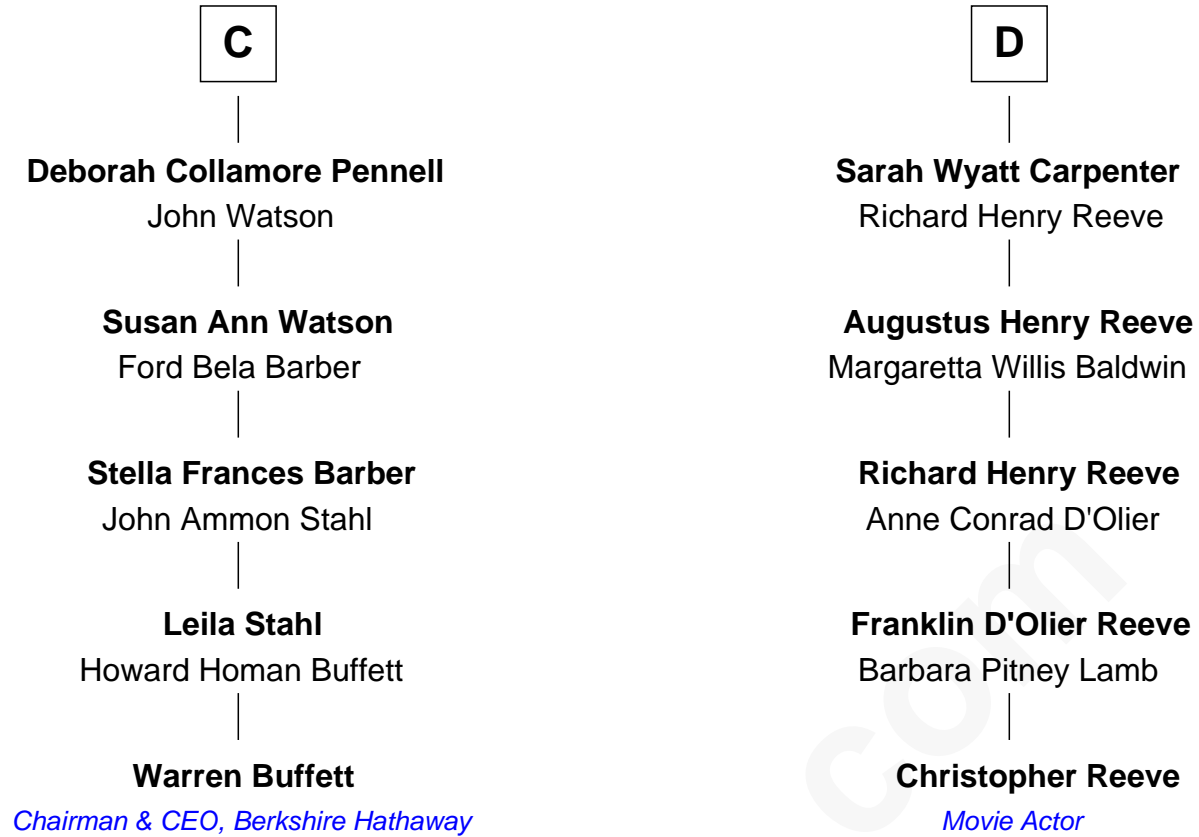 C
Deborah Collamore Pennell
John Watson
Susan Ann Watson
Ford Bela Barber
Stella Frances Barber
John Ammon Stahl
Leila Stahl
Howard Homan Buffett
Warren Buffett
Chairman & CEO, Berkshire Hathaway
D
Sarah Wyatt Carpenter
Richard Henry Reeve
Augustus Henry Reeve
Margaretta Willis Baldwin
Richard Henry Reeve
Anne Conrad D'Olier
Franklin D'Olier Reeve
Barbara Pitney Lamb
Christopher Reeve
Movie Actor
com